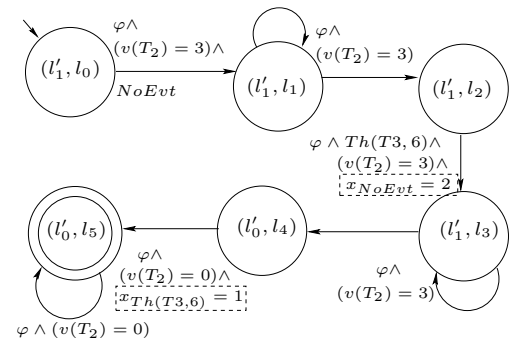 φ∧
(v(T₂) = 3)∧
NoEvt
(l′₁, l₀)
φ∧
(v(T₂) = 3)
(l′₁, l₁)
(l′₁, l₂)
φ ∧ Th(T3, 6)∧
(v(T₂) = 3)∧
x_NoEvt = 2
(l′₀, l₅)
(l′₀, l₄)
(l′₁, l₃)
φ∧
(v(T₂) = 0)∧
x_Th(T3,6) = 1
φ∧
(v(T₂) = 3)
φ ∧ (v(T₂) = 0)